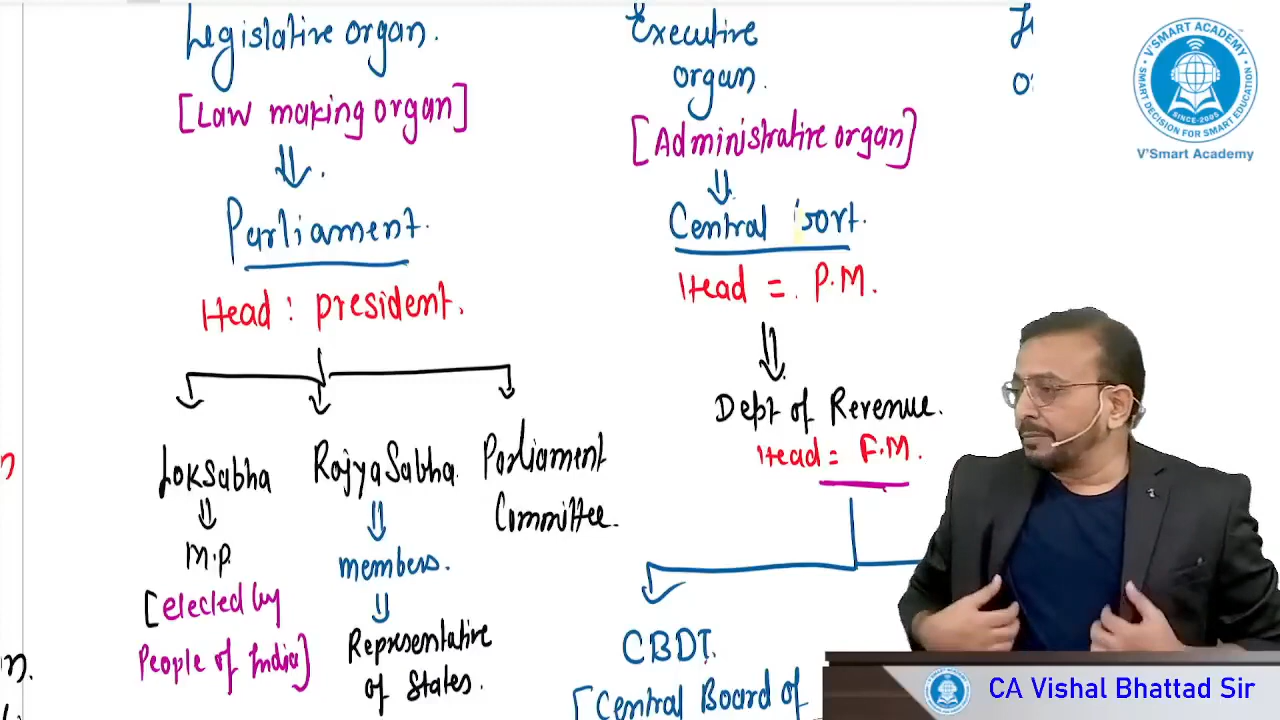 Legislative organ.
[Law making organ]
Parliament.
Head : president.
LokSabha
M.P.
[elected by
People of India]
RajyaSabha.
members.
Representative
of States.
Parliament
Committee.
Executive
organ.
[Administrative organ]
Central Govt.
Head = P.M.
Dept of Revenue.
Head = F.M.
CBDT.
[Central Board of
V'SMART ACADEMY
SMART DECISION FOR SMART EDUCATION
SINCE-2005
V'Smart Academy
CA Vishal Bhattad Sir